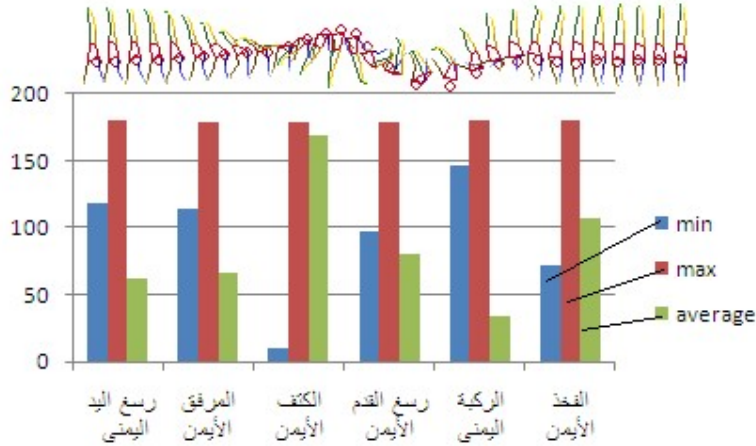 200
150
100
50
0
min
max
average
رسغ اليد اليمنى
المرفق الأيمن
الكتف الأيمن
رسغ القدم الأيمن
الركبة اليمنى
الفخذ الأيمن